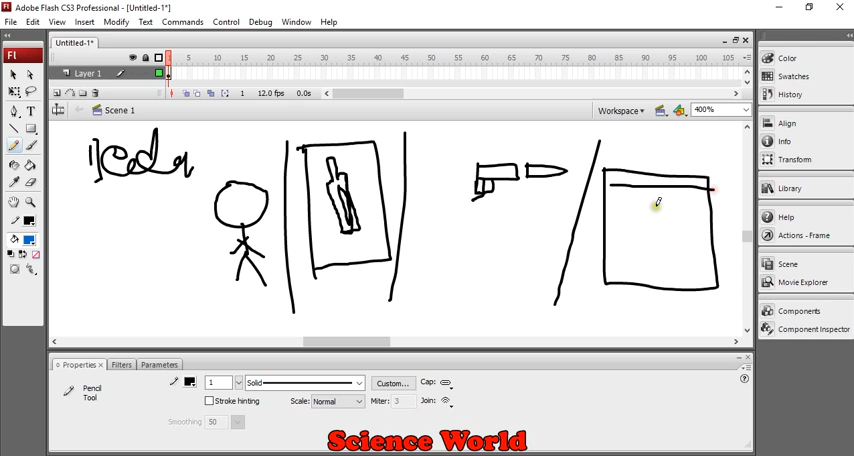 Adobe Flash CS3 Professional - [Untitled-1*]
File Edit View Insert Modify Text Commands Control Debug Window Help
Untitled-1*
5 10 15 20 25 30 35 40 45 50 55 60 65 70 75 80 85 90 95 100 105
Layer 1
1 12.0 fps 0.0s
Scene 1 Workspace 400%
Fl
Color
Swatches
History
Align
Info
Transform
Library
Help
Actions - Frame
Scene
Movie Explorer
Components
Component Inspector
Properties × Filters Parameters
Pencil
Tool
1 Solid Custom... Cap:
Stroke hinting Scale: Normal Miter: 3 Join:
Smoothing 50
Science World